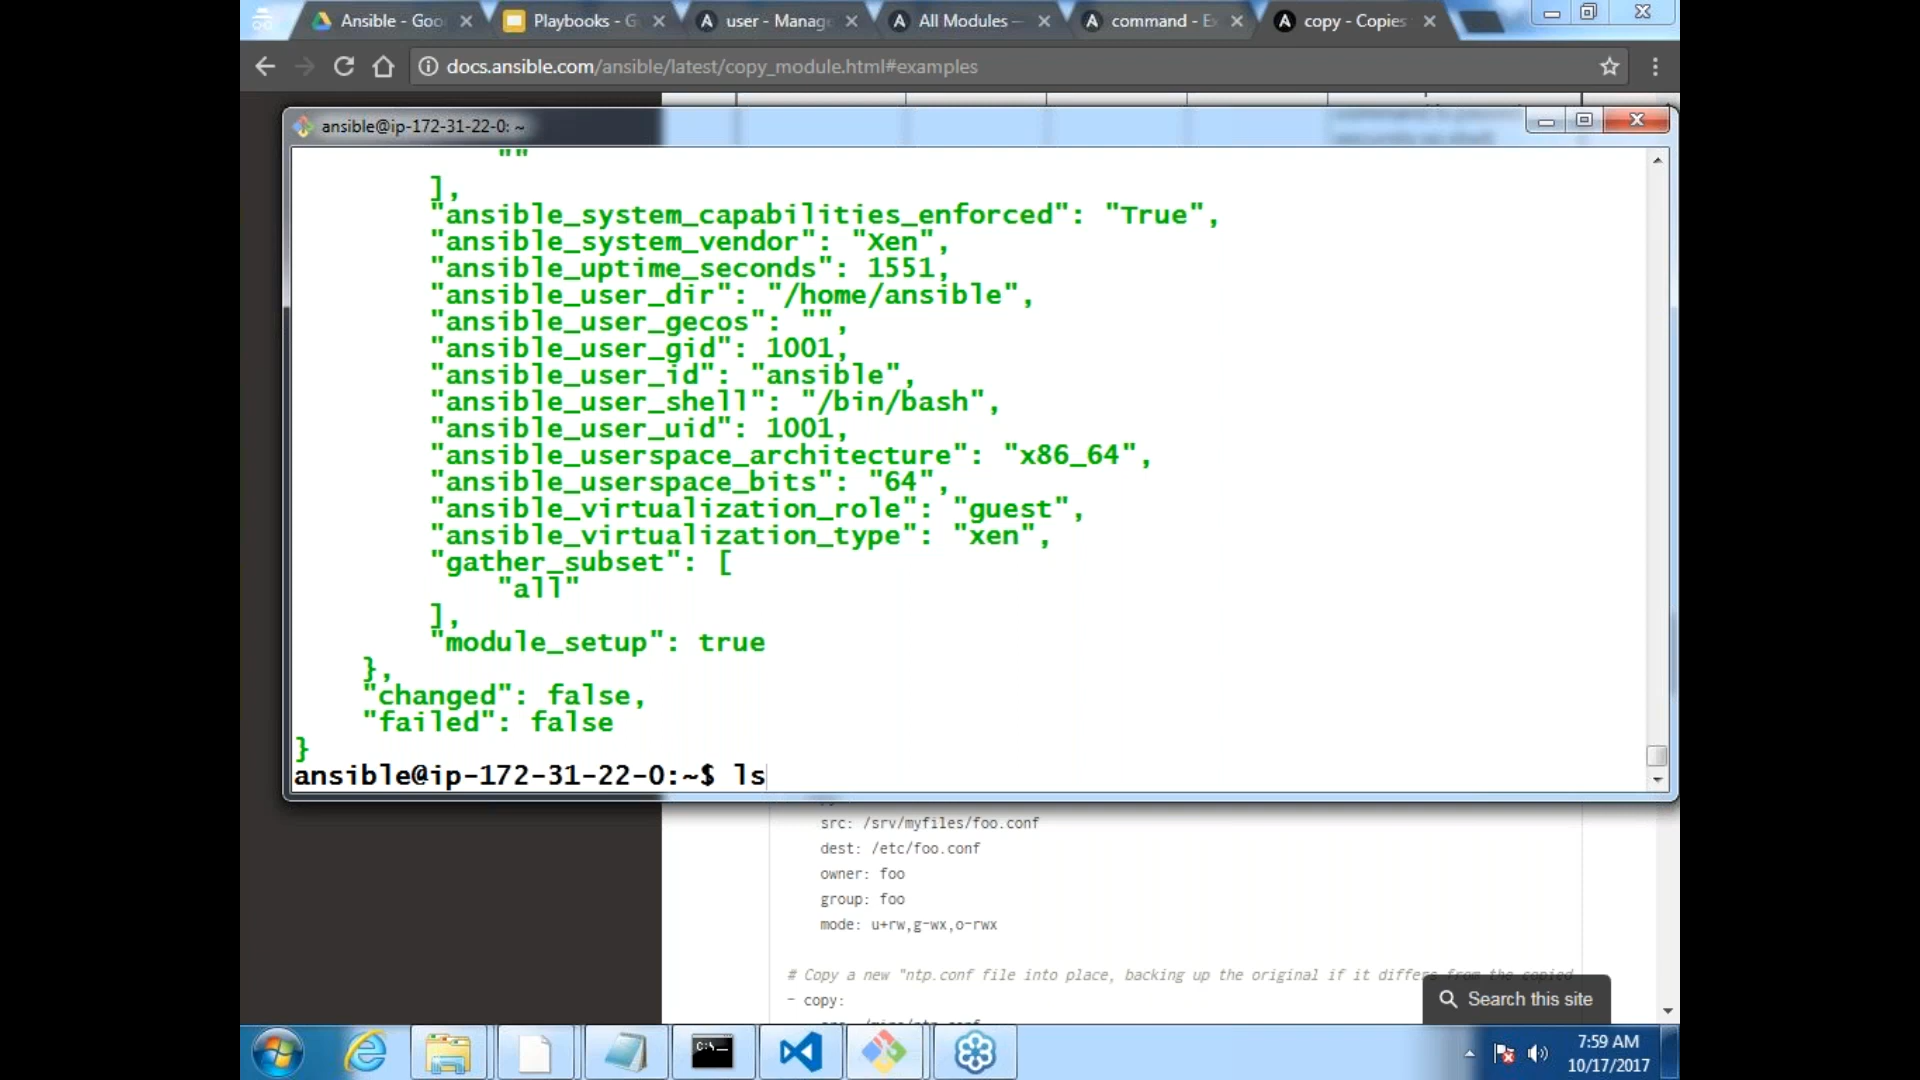 Ansible - Goo
Playbooks - G
user - Manag
All Modules —
command - E
copy - Copies
docs.ansible.com/ansible/latest/copy_module.html#examples
ansible@ip-172-31-22-0: ~
""
],
"ansible_system_capabilities_enforced": "True",
"ansible_system_vendor": "Xen",
"ansible_uptime_seconds": 1551,
"ansible_user_dir": "/home/ansible",
"ansible_user_gecos": "",
"ansible_user_gid": 1001,
"ansible_user_id": "ansible",
"ansible_user_shell": "/bin/bash",
"ansible_user_uid": 1001,
"ansible_userspace_architecture": "x86_64",
"ansible_userspace_bits": "64",
"ansible_virtualization_role": "guest",
"ansible_virtualization_type": "xen",
"gather_subset": [
"all"
],
"module_setup": true
},
"changed": false,
"failed": false
}
ansible@ip-172-31-22-0:~$ ls
src: /srv/myfiles/foo.conf
dest: /etc/foo.conf
owner: foo
group: foo
mode: u+rw,g-wx,o-rwx
# Copy a new "ntp.conf file into place, backing up the original if it differs from the copied
- copy:
Search this site
7:59 AM
10/17/2017